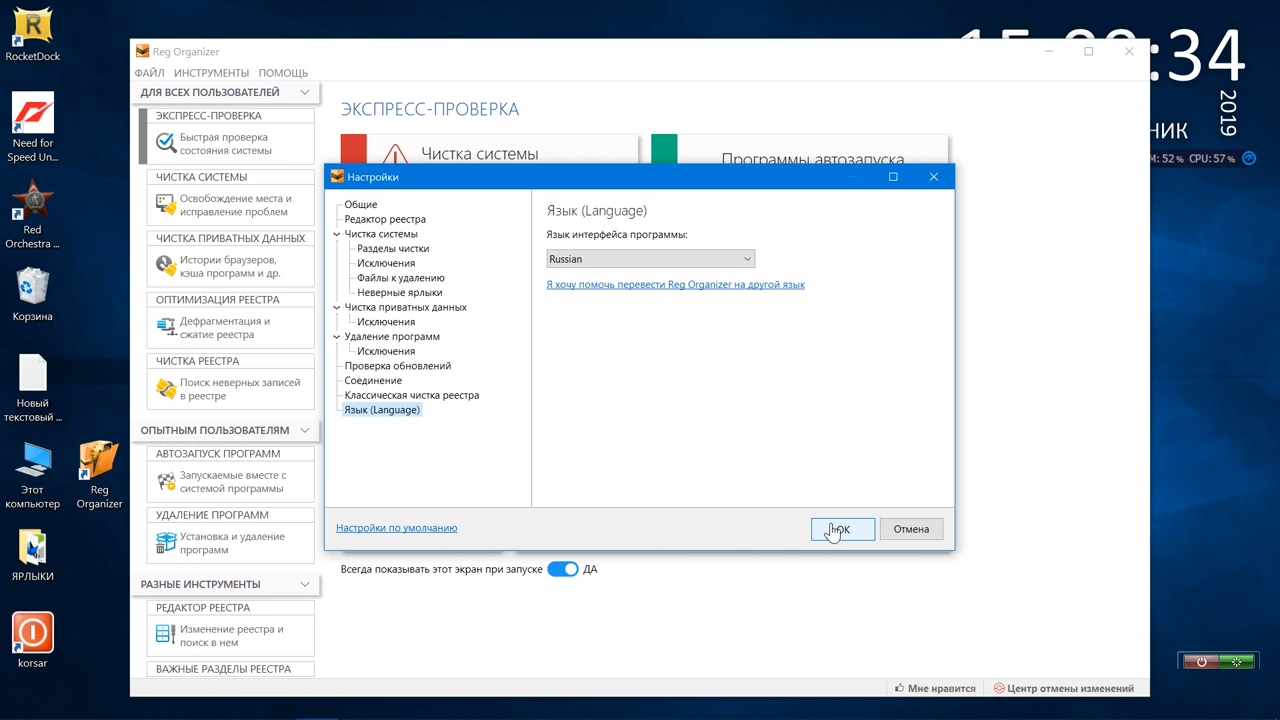 RocketDock
Need for
Speed Un...
Red
Orchestra ...
Корзина
Новый
текстовый ...
Этот
компьютер
Reg
Organizer
ЯРЛЫКИ
korsar
Reg Organizer
ФАЙЛ ИНСТРУМЕНТЫ ПОМОЩЬ
ДЛЯ ВСЕХ ПОЛЬЗОВАТЕЛЕЙ
ЭКСПРЕСС-ПРОВЕРКА
Быстрая проверка
состояния системы
ЧИСТКА СИСТЕМЫ
Освобождение места и
исправление проблем
ЧИСТКА ПРИВАТНЫХ ДАННЫХ
Истории браузеров,
кэша программ и др.
ОПТИМИЗАЦИЯ РЕЕСТРА
Дефрагментация и
сжатие реестра
ЧИСТКА РЕЕСТРА
Поиск неверных записей
в реестре
ОПЫТНЫМ ПОЛЬЗОВАТЕЛЯМ
АВТОЗАПУСК ПРОГРАММ
Запускаемые вместе с
системой программы
УДАЛЕНИЕ ПРОГРАММ
Установка и удаление
программ
РАЗНЫЕ ИНСТРУМЕНТЫ
РЕДАКТОР РЕЕСТРА
Изменение реестра и
поиск в нем
ВАЖНЫЕ РАЗДЕЛЫ РЕЕСТРА
ЭКСПРЕСС-ПРОВЕРКА
Чистка системы
Программы автозапуска
Настройки
Общие
Редактор реестра
Чистка системы
Разделы чистки
Исключения
Файлы к удалению
Неверные ярлыки
Чистка приватных данных
Исключения
Удаление программ
Исключения
Проверка обновлений
Соединение
Классическая чистка реестра
Язык (Language)
Язык (Language)
Язык интерфейса программы:
Russian
Я хочу помочь перевести Reg Organizer на другой язык
Настройки по умолчанию
OK
Отмена
Всегда показывать этот экран при запуске ДА
Мне нравится
Центр отмены изменений
:34
2019
НИК
M: 52 % CPU: 57 %